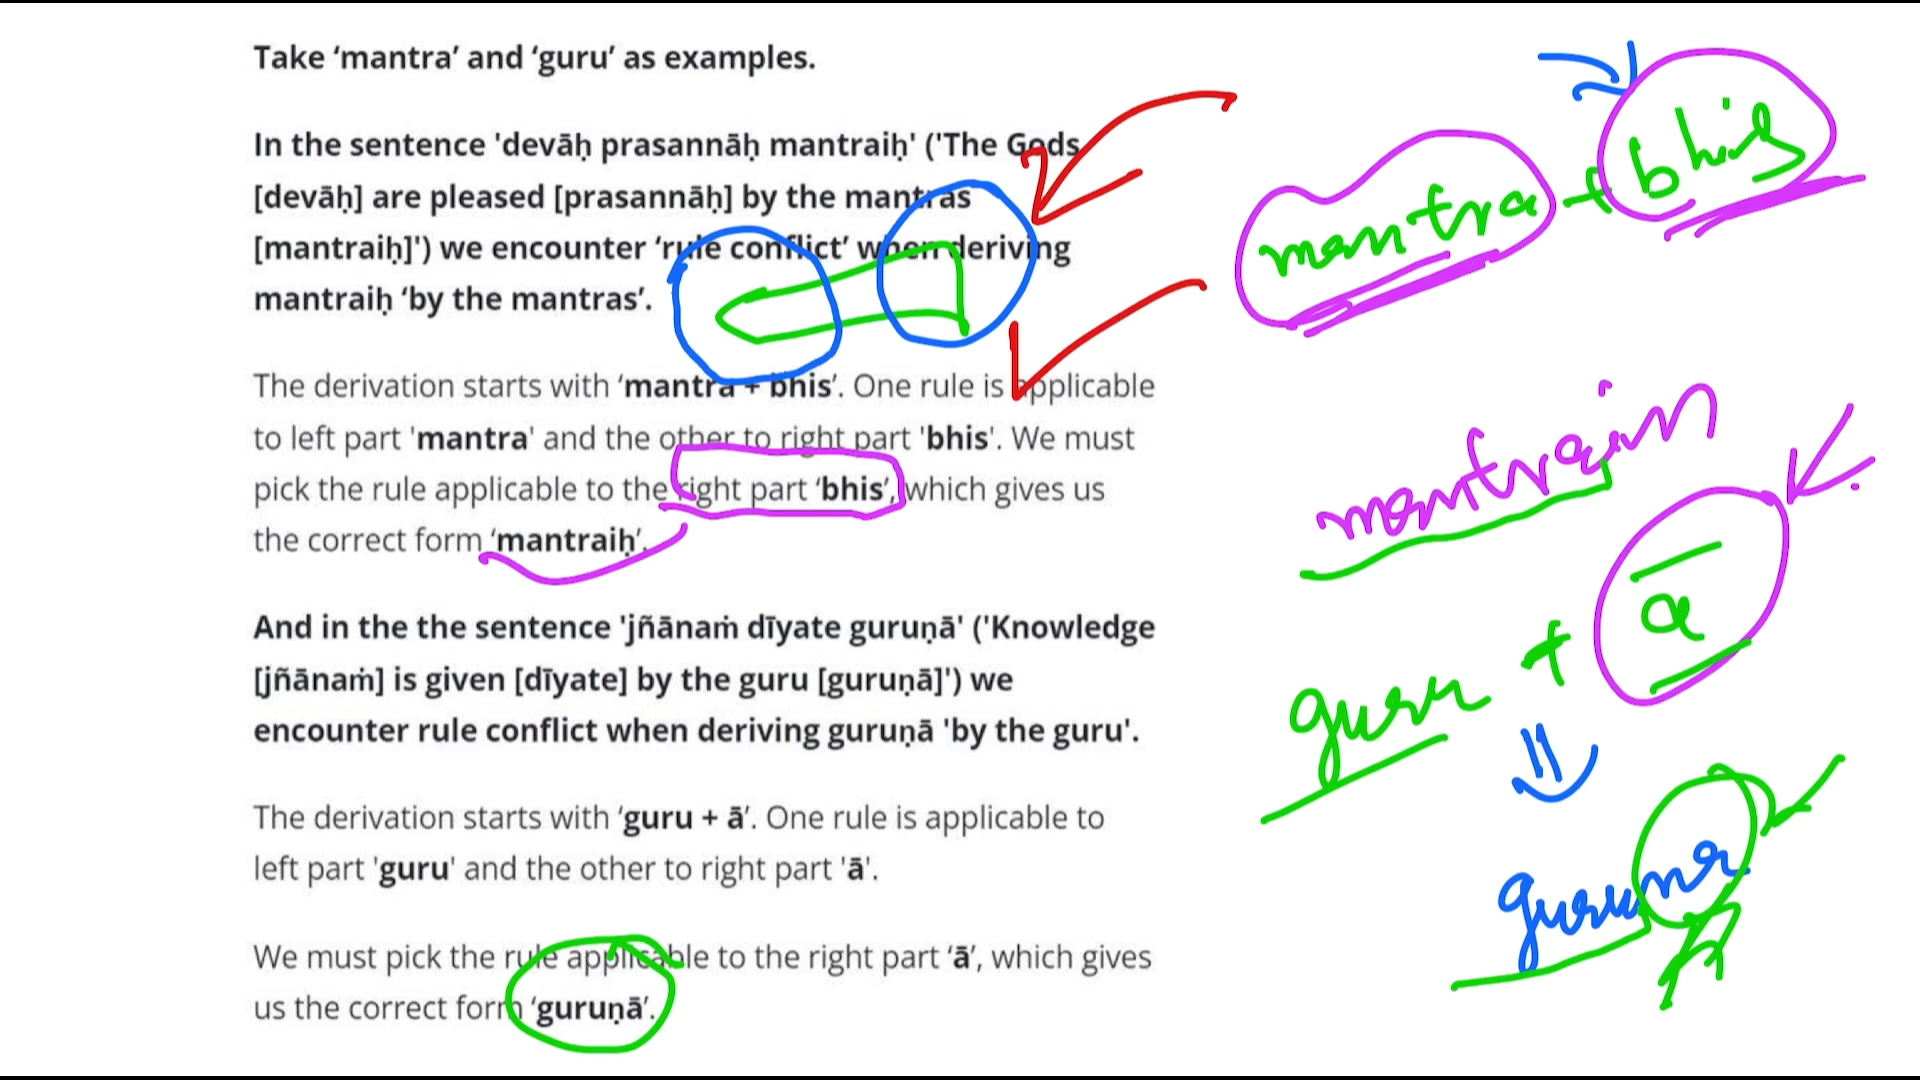 Take ‘mantra’ and ‘guru’ as examples.
In the sentence 'devāḥ prasannāḥ mantraiḥ' ('The Gods
[devāḥ] are pleased [prasannāḥ] by the mantras
[mantraiḥ]') we encounter ‘rule conflict’ when deriving
mantraiḥ ‘by the mantras’.
The derivation starts with ‘mantra + bhis’. One rule is applicable
to left part 'mantra' and the other to right part 'bhis'. We must
pick the rule applicable to the right part ‘bhis’, which gives us
the correct form ‘mantraiḥ’.
And in the the sentence 'jñānaṁ dīyate guruṇā' ('Knowledge
[jñānaṁ] is given [dīyate] by the guru [guruṇā]') we
encounter rule conflict when deriving guruṇā 'by the guru'.
The derivation starts with ‘guru + ā’. One rule is applicable to
left part 'guru' and the other to right part 'ā'.
We must pick the rule applicable to the right part ‘ā’, which gives
us the correct form ‘guruṇā’.
mantra + bhis
mantrain
guru + ā
guruna